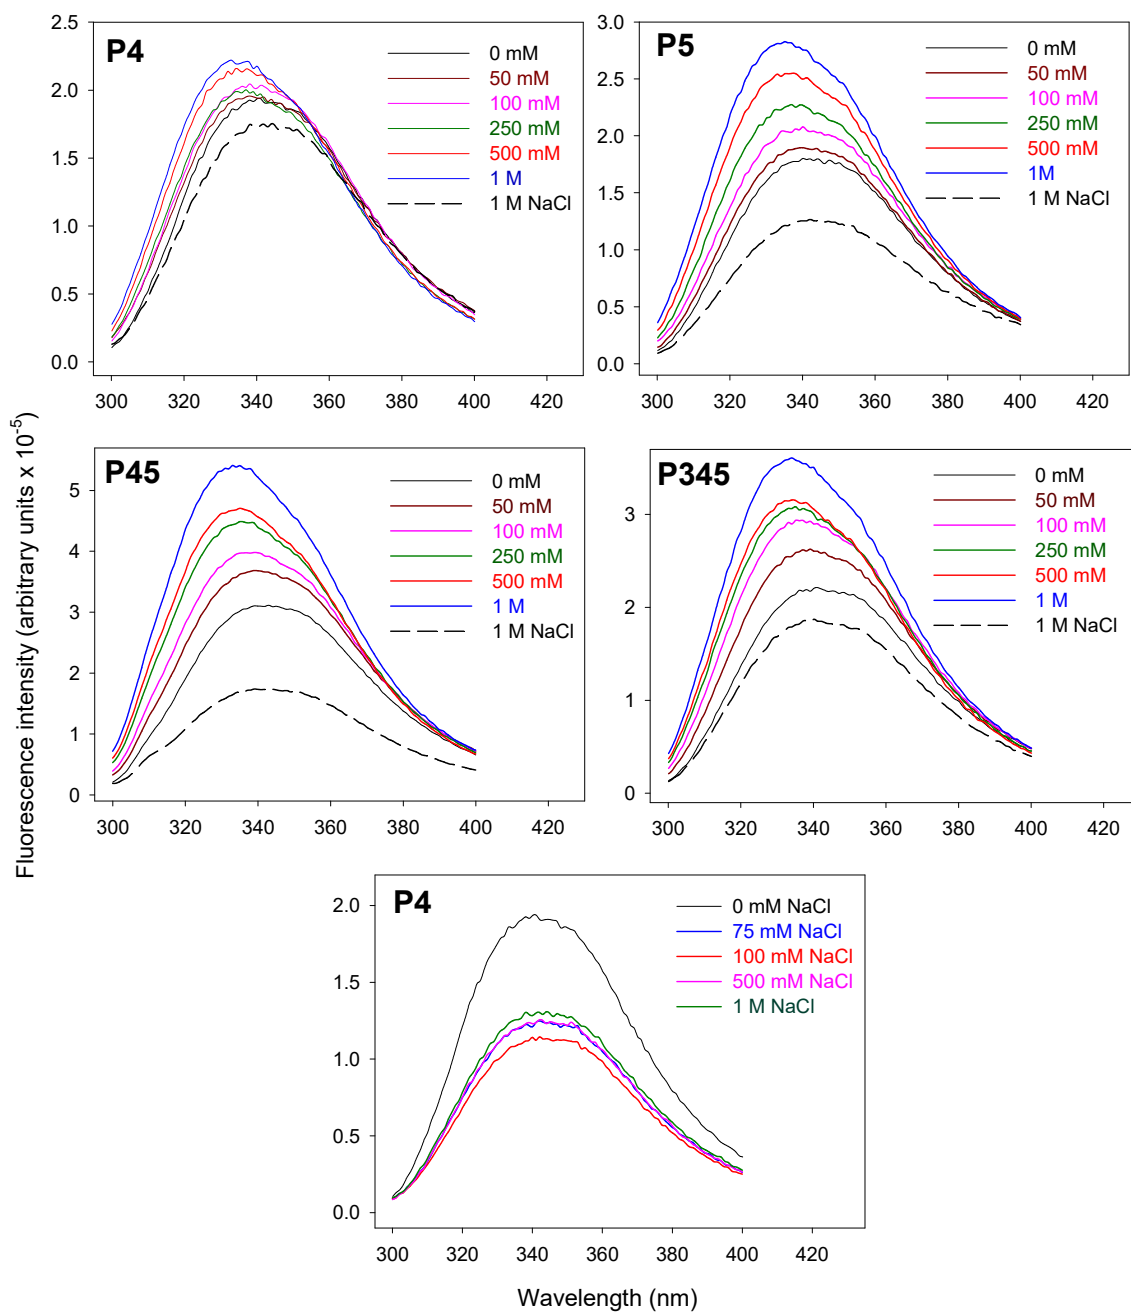 P4
0 mM
50 mM
100 mM
250 mM
500 mM
1 M
1 M NaCl
2.5
2.0
1.5
1.0
0.5
0.0
300 320 340 360 380 400 420
P5
0 mM
50 mM
100 mM
250 mM
500 mM
1M
1 M NaCl
3.0
2.5
2.0
1.5
1.0
0.5
0.0
300 320 340 360 380 400 420
P45
0 mM
50 mM
100 mM
250 mM
500 mM
1 M
1 M NaCl
5
4
3
2
1
0
300 320 340 360 380 400 420
P345
0 mM
50 mM
100 mM
250 mM
500 mM
1 M
1 M NaCl
3
2
1
0
300 320 340 360 380 400 420
P4
0 mM NaCl
75 mM NaCl
100 mM NaCl
500 mM NaCl
1 M NaCl
2.0
1.5
1.0
0.5
0.0
300 320 340 360 380 400 420
Fluorescence intensity (arbitrary units x 10⁻⁵)
Wavelength (nm)